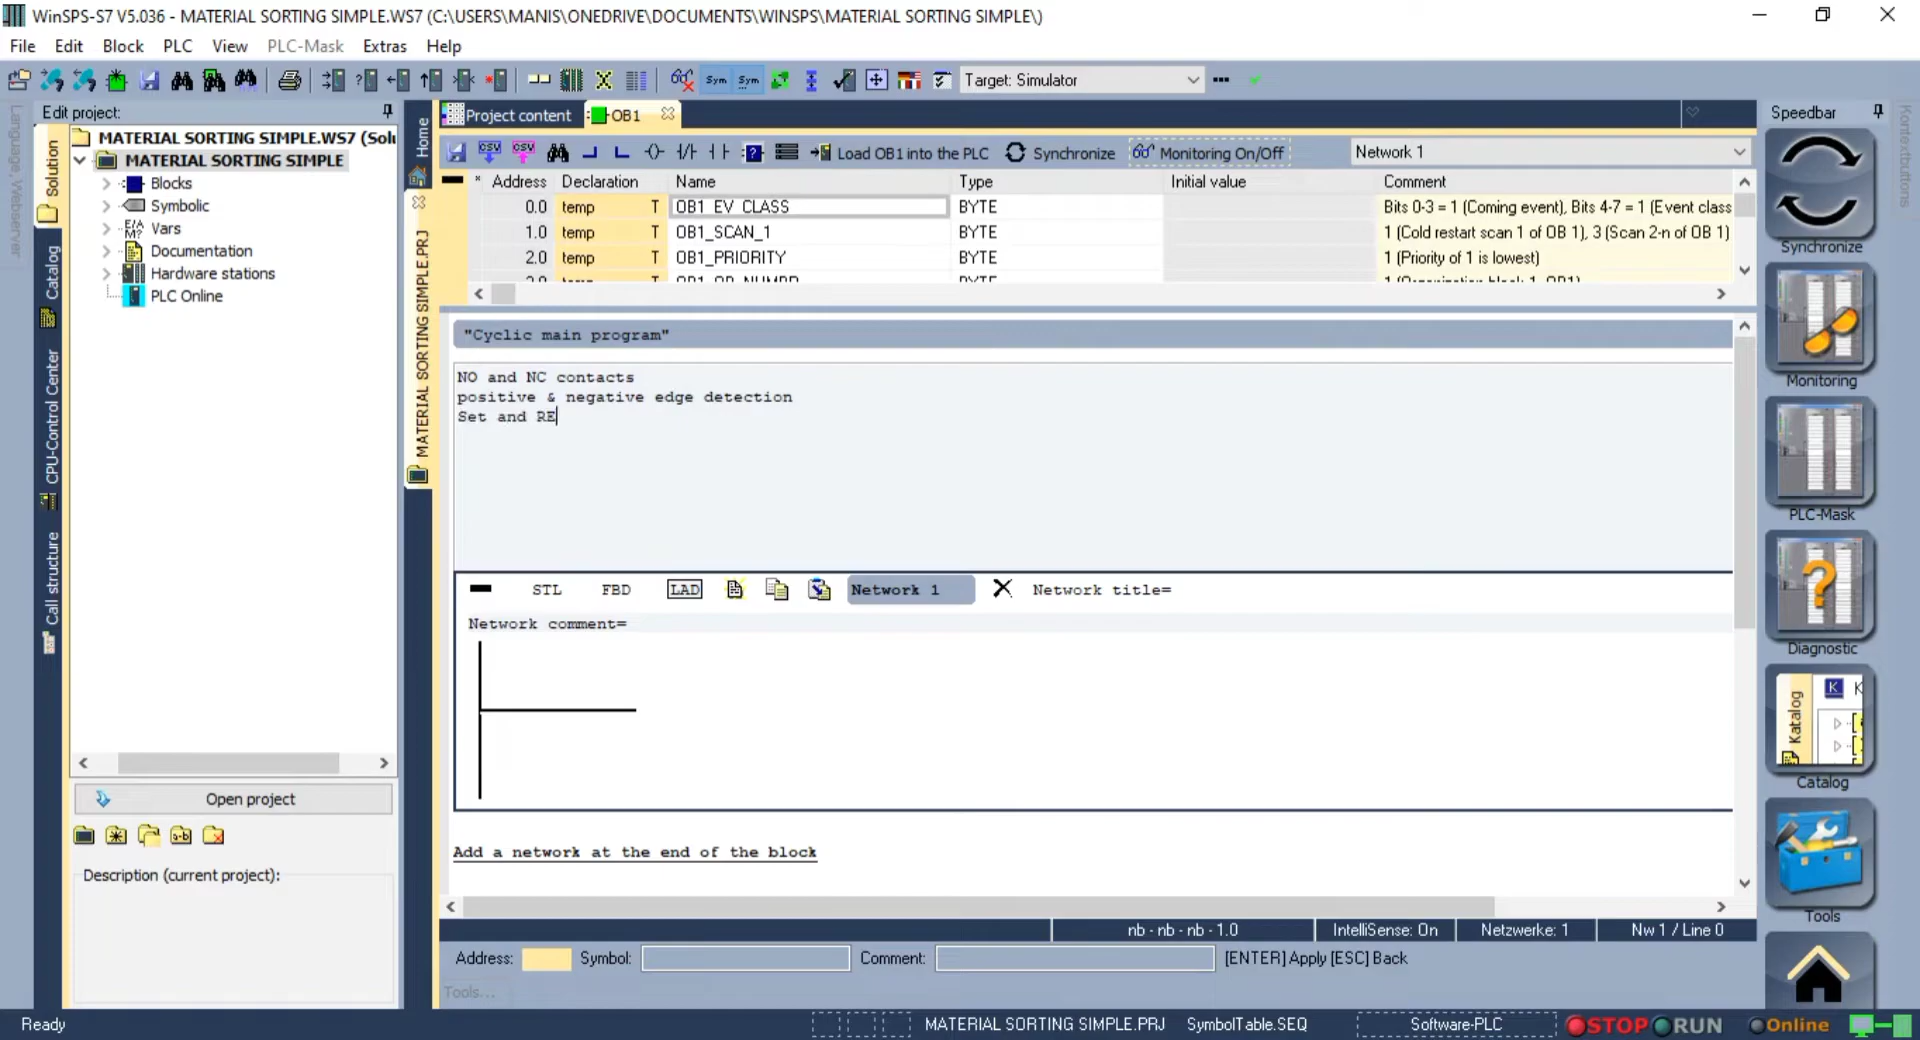 WinSPS-S7 V5.036 - MATERIAL SORTING SIMPLE.WS7 (C:\USERS\MANIS\ONEDRIVE\DOCUMENTS\WINSPS\MATERIAL SORTING SIMPLE\)
File Edit Block PLC View PLC-Mask Extras Help
Sym Sym Target: Simulator
Edit project:
Language, Webserver
Solution
Catalog
CPU-Control Center
Call structure
MATERIAL SORTING SIMPLE.WS7 (Solu
MATERIAL SORTING SIMPLE
Blocks
Symbolic
E/A M? Vars
Documentation
Hardware stations
PLC Online
Open project
a-b
Description (current project):
Home
MATERIAL SORTING SIMPLE.PRJ
Project content OB1
CSV CSV Load OB1 into the PLC Synchronize Monitoring On/Off Network 1
* Address Declaration Name Type Initial value Comment
0.0 temp T OB1_EV_CLASS BYTE Bits 0-3 = 1 (Coming event), Bits 4-7 = 1 (Event class
1.0 temp T OB1_SCAN_1 BYTE 1 (Cold restart scan 1 of OB 1), 3 (Scan 2-n of OB 1)
2.0 temp T OB1_PRIORITY BYTE 1 (Priority of 1 is lowest)
"Cyclic main program"
NO and NC contacts
positive & negative edge detection
Set and RE
STL FBD LAD Network 1 Network title=
Network comment=
Add a network at the end of the block
nb - nb - nb - 1.0 IntelliSense: On Netzwerke: 1 Nw 1 / Line 0
Address: Symbol: Comment: [ENTER] Apply [ESC] Back
Tools...
Speedbar
Synchronize
Monitoring
PLC-Mask
Diagnostic
Katalog
K
Catalog
Tools
Kontextbuttons
Ready MATERIAL SORTING SIMPLE.PRJ SymbolTable.SEQ Software-PLC STOP RUN Online